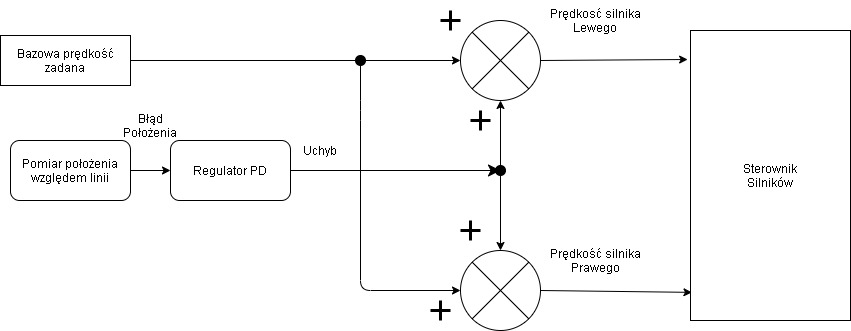 Prędkosć silnika
Lewego
+
Bazowa prędkość
zadana
Błąd
Położenia
+
Uchyb
Pomiar położenia
względem linii
Regulator PD
Sterownik
Silników
+
Prędkość silnika
Prawego
+